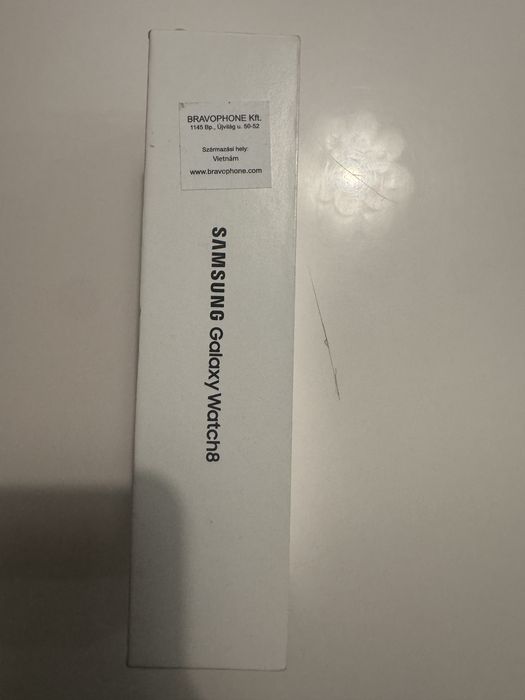 BRAVOPHONE Kft.
1145 Bp., Újvilág u. 50-52
Származási hely:
Vietnám
www.bravophone.com
SAMSUNG Galaxy Watch8